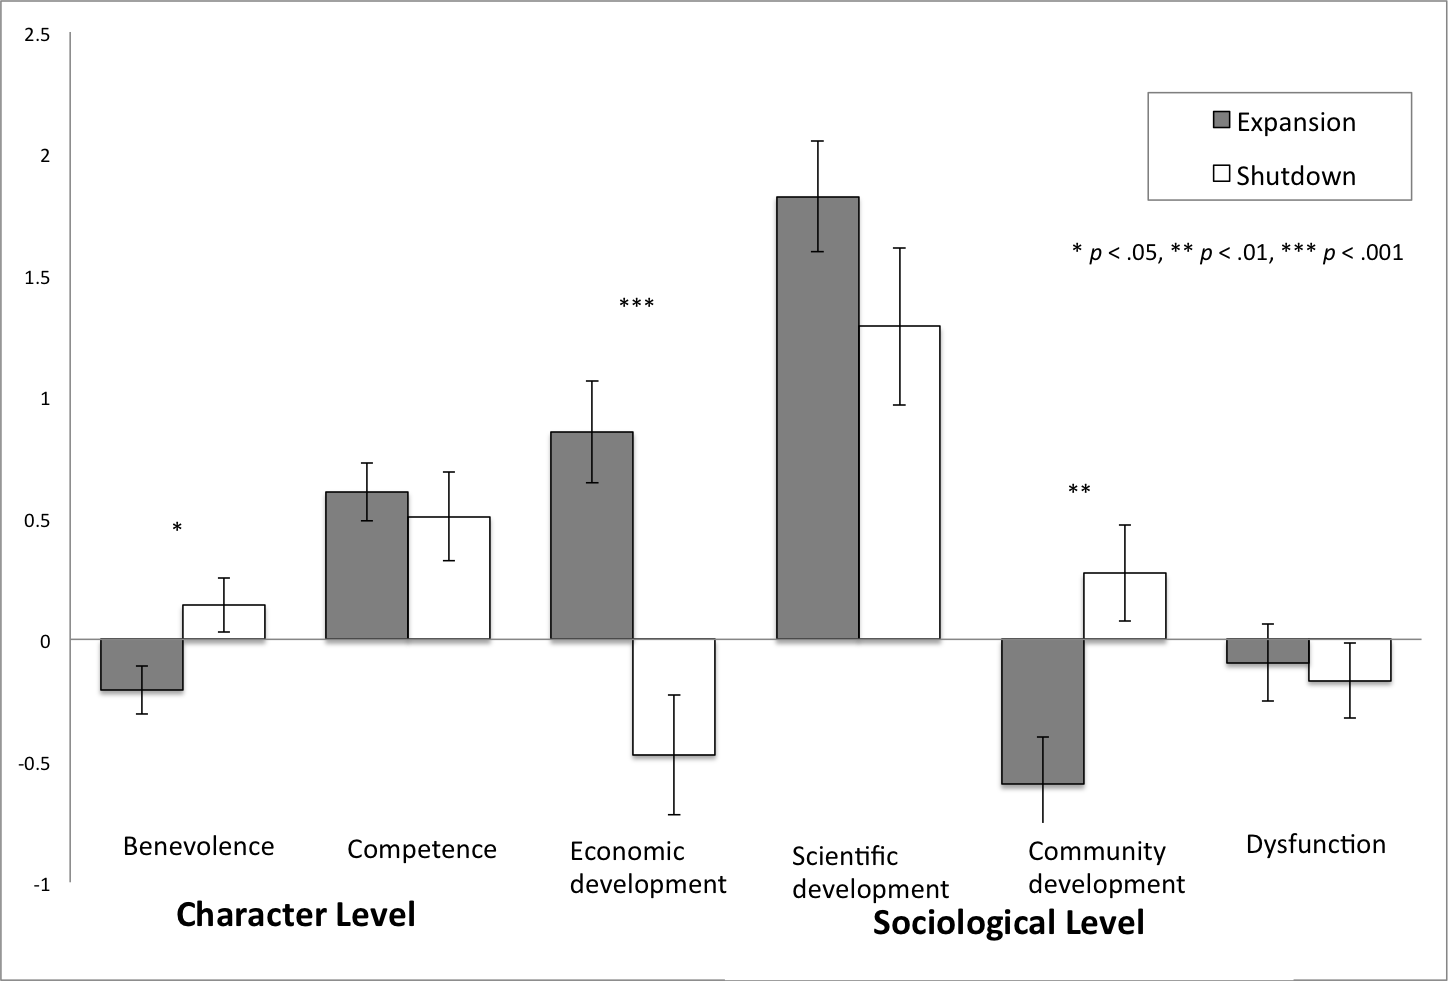 2.5
2
1.5
1
0.5
0
-0.5
-1
Expansion
Shutdown
* p < .05, ** p < .01, *** p < .001
*
***
**
Benevolence
Competence
Economic
development
Scientific
development
Community
development
Dysfunction
Character Level
Sociological Level